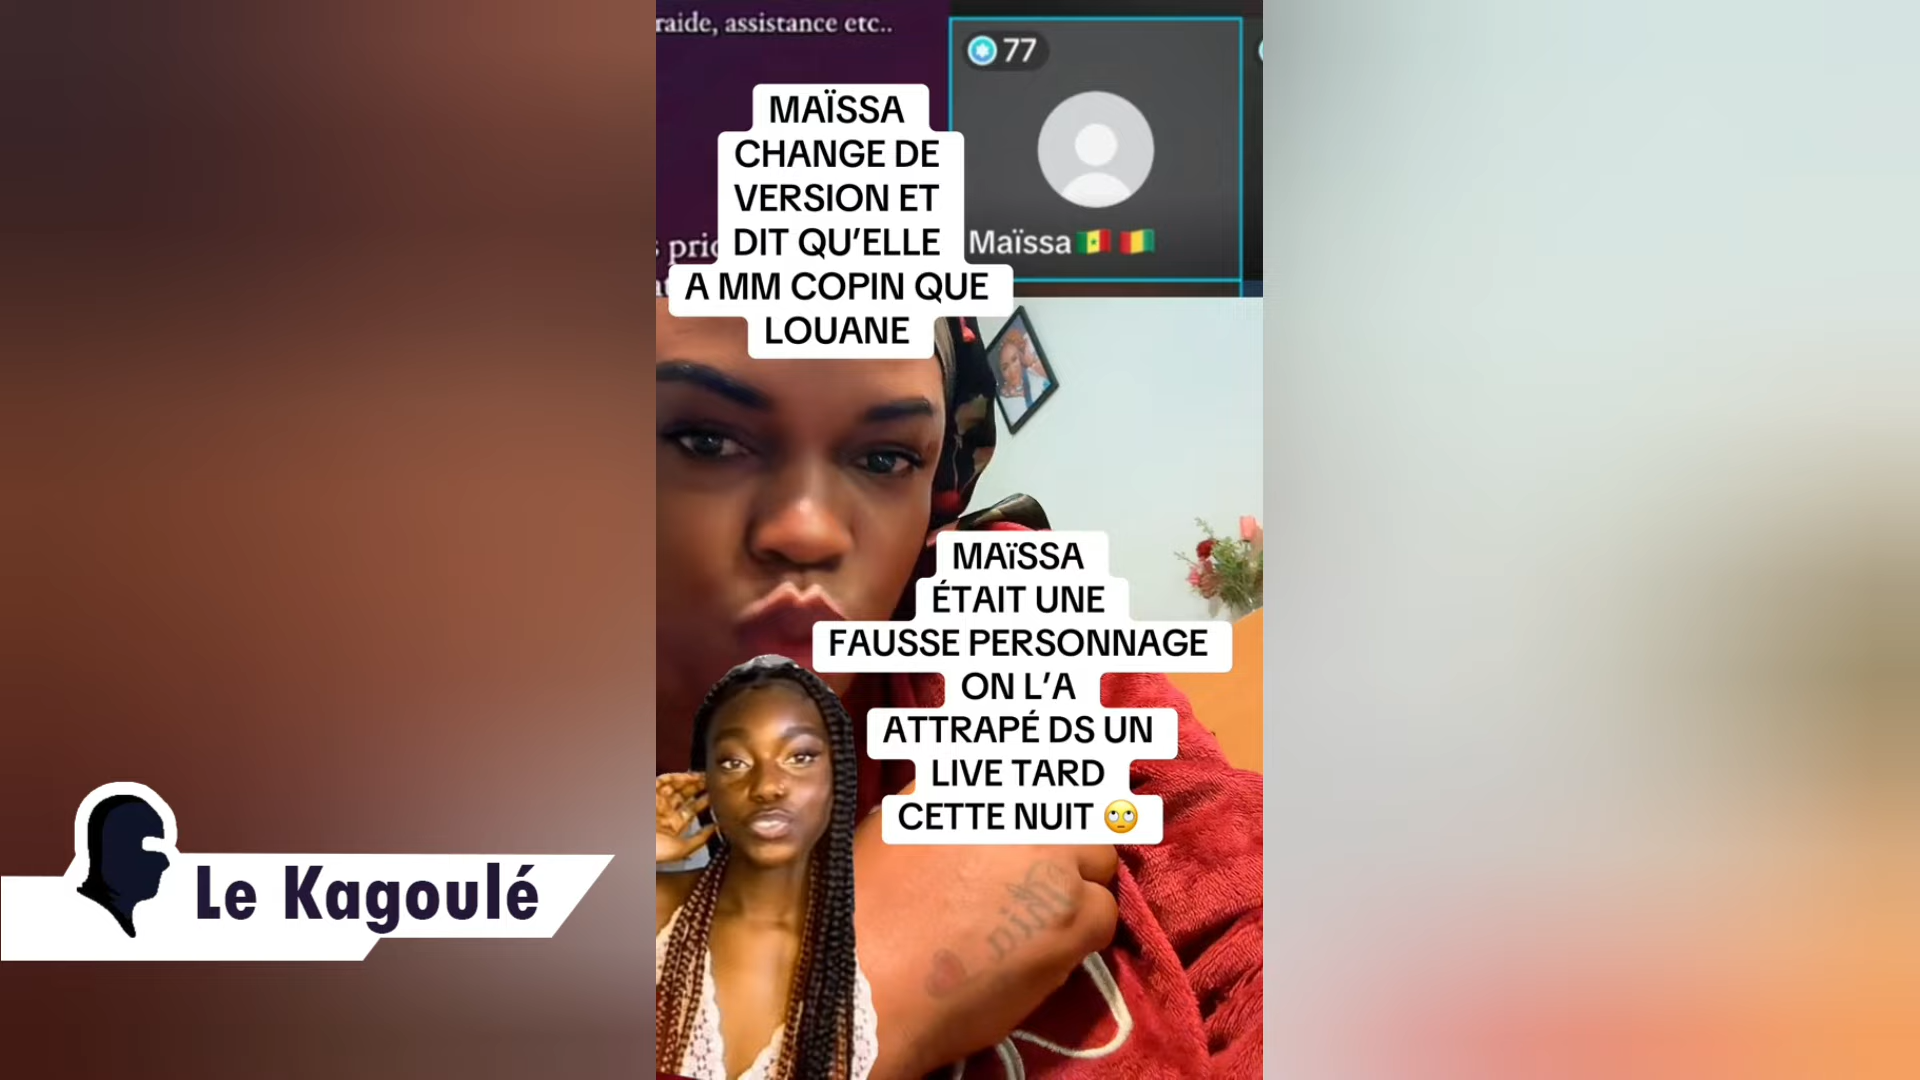 raide, assistance etc..
77
MAÏSSA
CHANGE DE
VERSION ET
DIT QU’ELLE
A MM COPIN QUE
LOUANE
Maïssa🇸🇳 🇬🇳
MAïSSA
ÉTAIT UNE
FAUSSE PERSONNAGE
ON L’A
ATTRAPÉ DS UN
LIVE TARD
CETTE NUIT 🙄
Le Kagoulé